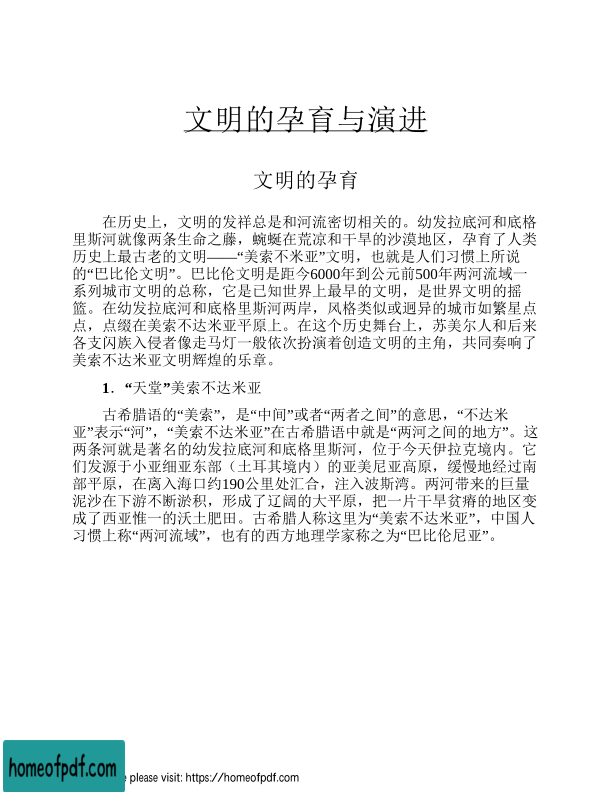 文明的孕育与演进
文明的孕育
在历史上，文明的发祥总是和河流密切相关的。幼发拉底河和底格
里斯河就像两条生命之藤，蜿蜒在荒凉和干旱的沙漠地区，孕育了人类
历史上最古老的文明——“美索不米亚”文明，也就是人们习惯上所说
的“巴比伦文明”。巴比伦文明是距今6000年到公元前500年两河流域一
系列城市文明的总称，它是已知世界上最早的文明，是世界文明的摇
篮。在幼发拉底河和底格里斯河两岸，风格类似或迥异的城市如繁星点
点，点缀在美索不达米亚平原上。在这个历史舞台上，苏美尔人和后来
各支闪族入侵者像走马灯一般依次扮演着创造文明的主角，共同奏响了
美索不达米亚文明辉煌的乐章。
1．“天堂”美索不达米亚
古希腊语的“美索”，是“中间”或者“两者之间”的意思，“不达米
亚”表示“河”，“美索不达米亚”在古希腊语中就是“两河之间的地方”。这
两条河就是著名的幼发拉底河和底格里斯河，位于今天伊拉克境内。它
们发源于小亚细亚东部（土耳其境内）的亚美尼亚高原，缓慢地经过南
部平原，在离入海口约190公里处汇合，注入波斯湾。两河带来的巨量
泥沙在下游不断淤积，形成了辽阔的大平原，把一片干旱贫瘠的地区变
成了西亚惟一的沃土肥田。古希腊人称这里为“美索不达米亚”，中国人
习惯上称“两河流域”，也有的西方地理学家称之为“巴比伦尼亚”。
homeofpdf.com
please visit: https://homeofpdf.com